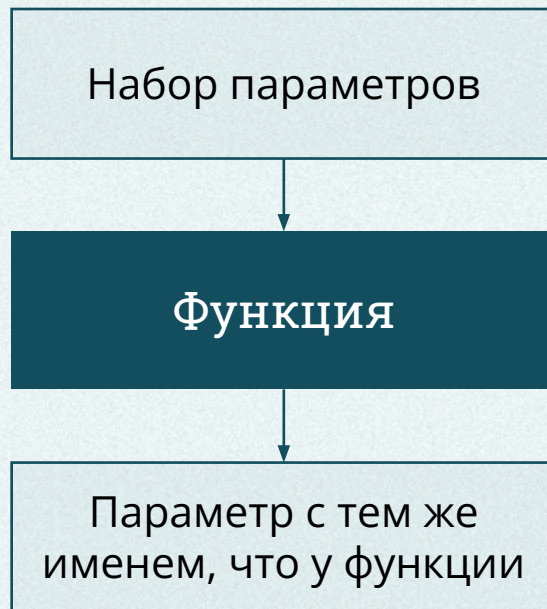 Набор параметров
Функция
Параметр с тем же
именем, что у функции